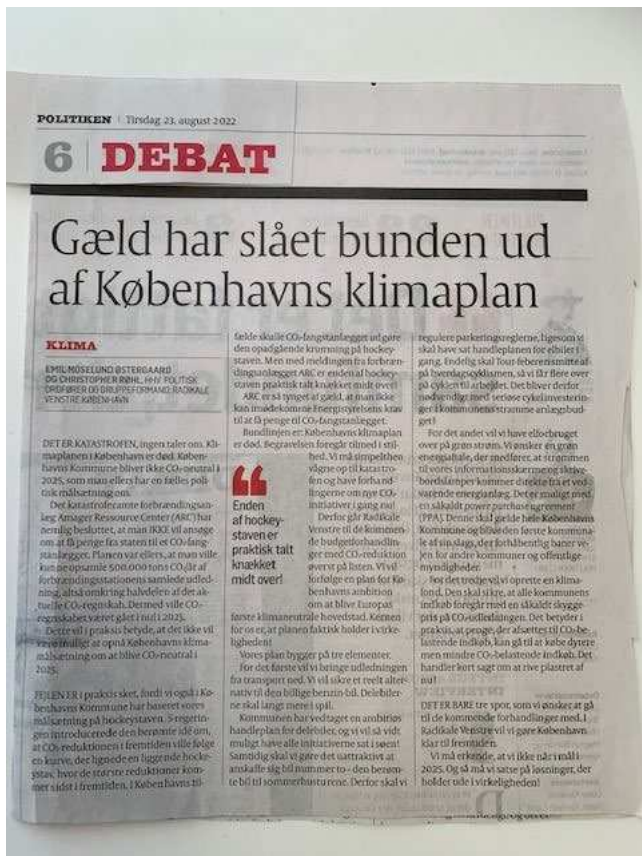 POLITIKEN | Tirsdag 23. august 2022
6 DEBAT
Gæld har slået bunden ud
af Københavns klimaplan
KLIMA
EMIL MOSELUND ØSTERGAARD
OG CHRISTOPHER RØHL, HHV. POLITISK
ORDFØRER OG GRUPPEFORMAND, RADIKALE
VENSTRE KØBENHAVN
DET ER KATASTROFEN, ingen taler om. Kli-
maplanen i København er død. Køben-
havns Kommune bliver ikke CO₂-neutral i
2025, som man ellers har en fælles poli-
tisk målsætning om.
Det katastroferamte forbrændingsan-
læg Amager Ressource Center (ARC) har
nemlig besluttet, at man IKKE vil ansøge
om at få penge fra staten til et CO₂-fangst-
anlægget. Planen var ellers, at man ville
kunne opsamle 500.000 tons CO₂ år af
forbrændingsstationens samlede udled-
ning, altså omkring halvdelen af det ak-
tuelle CO₂-regnskab. Dermed ville CO₂-
regnskabet været gået i nul i 2025.
Dette vil i praksis betyde, at det ikke vil
være muligt at opnå Københavns klima-
målsætning om at blive CO₂-neutral i
2025.
FEJLEN ER i praksis sket, fordi vi også i Kø-
benhavns Kommune har baseret vores
målsætning på hockeystaven. S-regerin-
gen introducerede den berømte idé om,
at CO₂-reduktionen i fremtiden ville følge
en kurve, der lignede en liggende hocke-
ystav, hvor de største reduktioner kom-
mer sidst i fremtiden. I Københavns til-
fælde skulle CO₂-fangstanlægget udgøre
den opadgående krumning på hockey-
staven. Men med meldingen fra forbræn-
dingsanlægget ARC er enden af hockey-
staven praktisk talt knækket midt over!
ARC er så tynget af gæld, at man ikke
kan imødekomme Energistyrelsens krav
til at få penge til CO₂-fangstanlægget.
Bundlinjen er: Københavns klimaplan
er død. Begravelsen foregår tilmed i stil-
hed. Vi må simpelthen
vågne op til katastro-
fen og have forhand-
lingerne om nye CO₂-
initiativer i gang nu!
Derfor går Radikale
Venstre til de kommen-
de budgetforhandlin-
ger med CO₂-reduktion
øverst på listen. Vi vil
forfølge en plan for Kø-
benhavns ambition
om at blive Europas
første klimaneutrale hovedstad. Kernen
for os er, at planen faktisk holder i virke-
ligheden!
Vores plan bygger på tre elementer.
For det første vil vi bringe udledningen
fra transport ned. Vi vil sikre et reelt alter-
nativ til den billige benzin-bil. Delebiler-
ne skal langt mere i spil.
Kommunen har vedtaget en ambitiøs
handleplan for delebiler, og vi vil så vidt
muligt have alle initiativerne sat i søen!
Samtidig skal vi gøre det uattraktivt at
anskaffe sig bil nummer to - den berøm-
te bil til sommerhusturene. Derfor skal vi
“
Enden
af hockey-
staven er
praktisk talt
knækket
midt over!
regulere parkeringsreglerne, ligesom vi
skal have sat handleplanen for elbiler i
gang. Endelig skal Tour-feberen smitte af
på hverdagscyklismen, så vi får flere over
på cyklen til arbejdet. Det bliver derfor
nødvendigt med seriøse cykelinvesterin-
ger i kommunens stramme anlægsbud-
get!
For det andet vil vi have elforbruget
over på grøn strøm. Vi ønsker en grøn
energiaftale, der medfører, at strømmen
til vores informationsskærme og skrive-
bordslamper kommer direkte fra et ved-
varende energianlæg. Det er muligt med
en såkaldt power purchase agreement
(PPA). Denne skal gælde hele Københavns
Kommune og blive den første kommuna-
le af sin slags, der forhåbentlig baner ve-
jen for andre kommuner og offentlige
myndigheder.
For det tredje vil vi oprette en klima-
fond. Den skal sikre, at alle kommunens
indkøb foregår med en såkaldt skygge-
pris på CO₂-udledningen. Det betyder i
praksis, at penge, der afsættes til CO₂-be-
lastende indkøb, kan gå til at købe dyrere
men mindre CO₂-belastende indkøb. Det
handler kort sagt om at rive plastret af
nu!
DET ER BARE tre spor, som vi ønsker at gå
til de kommende forhandlinger med. I
Radikale Venstre vil vi gøre København
klar til fremtiden.
Vi må erkende, at vi ikke når i mål i
2025. Og så må vi satse på løsninger, der
holder ude i virkeligheden!